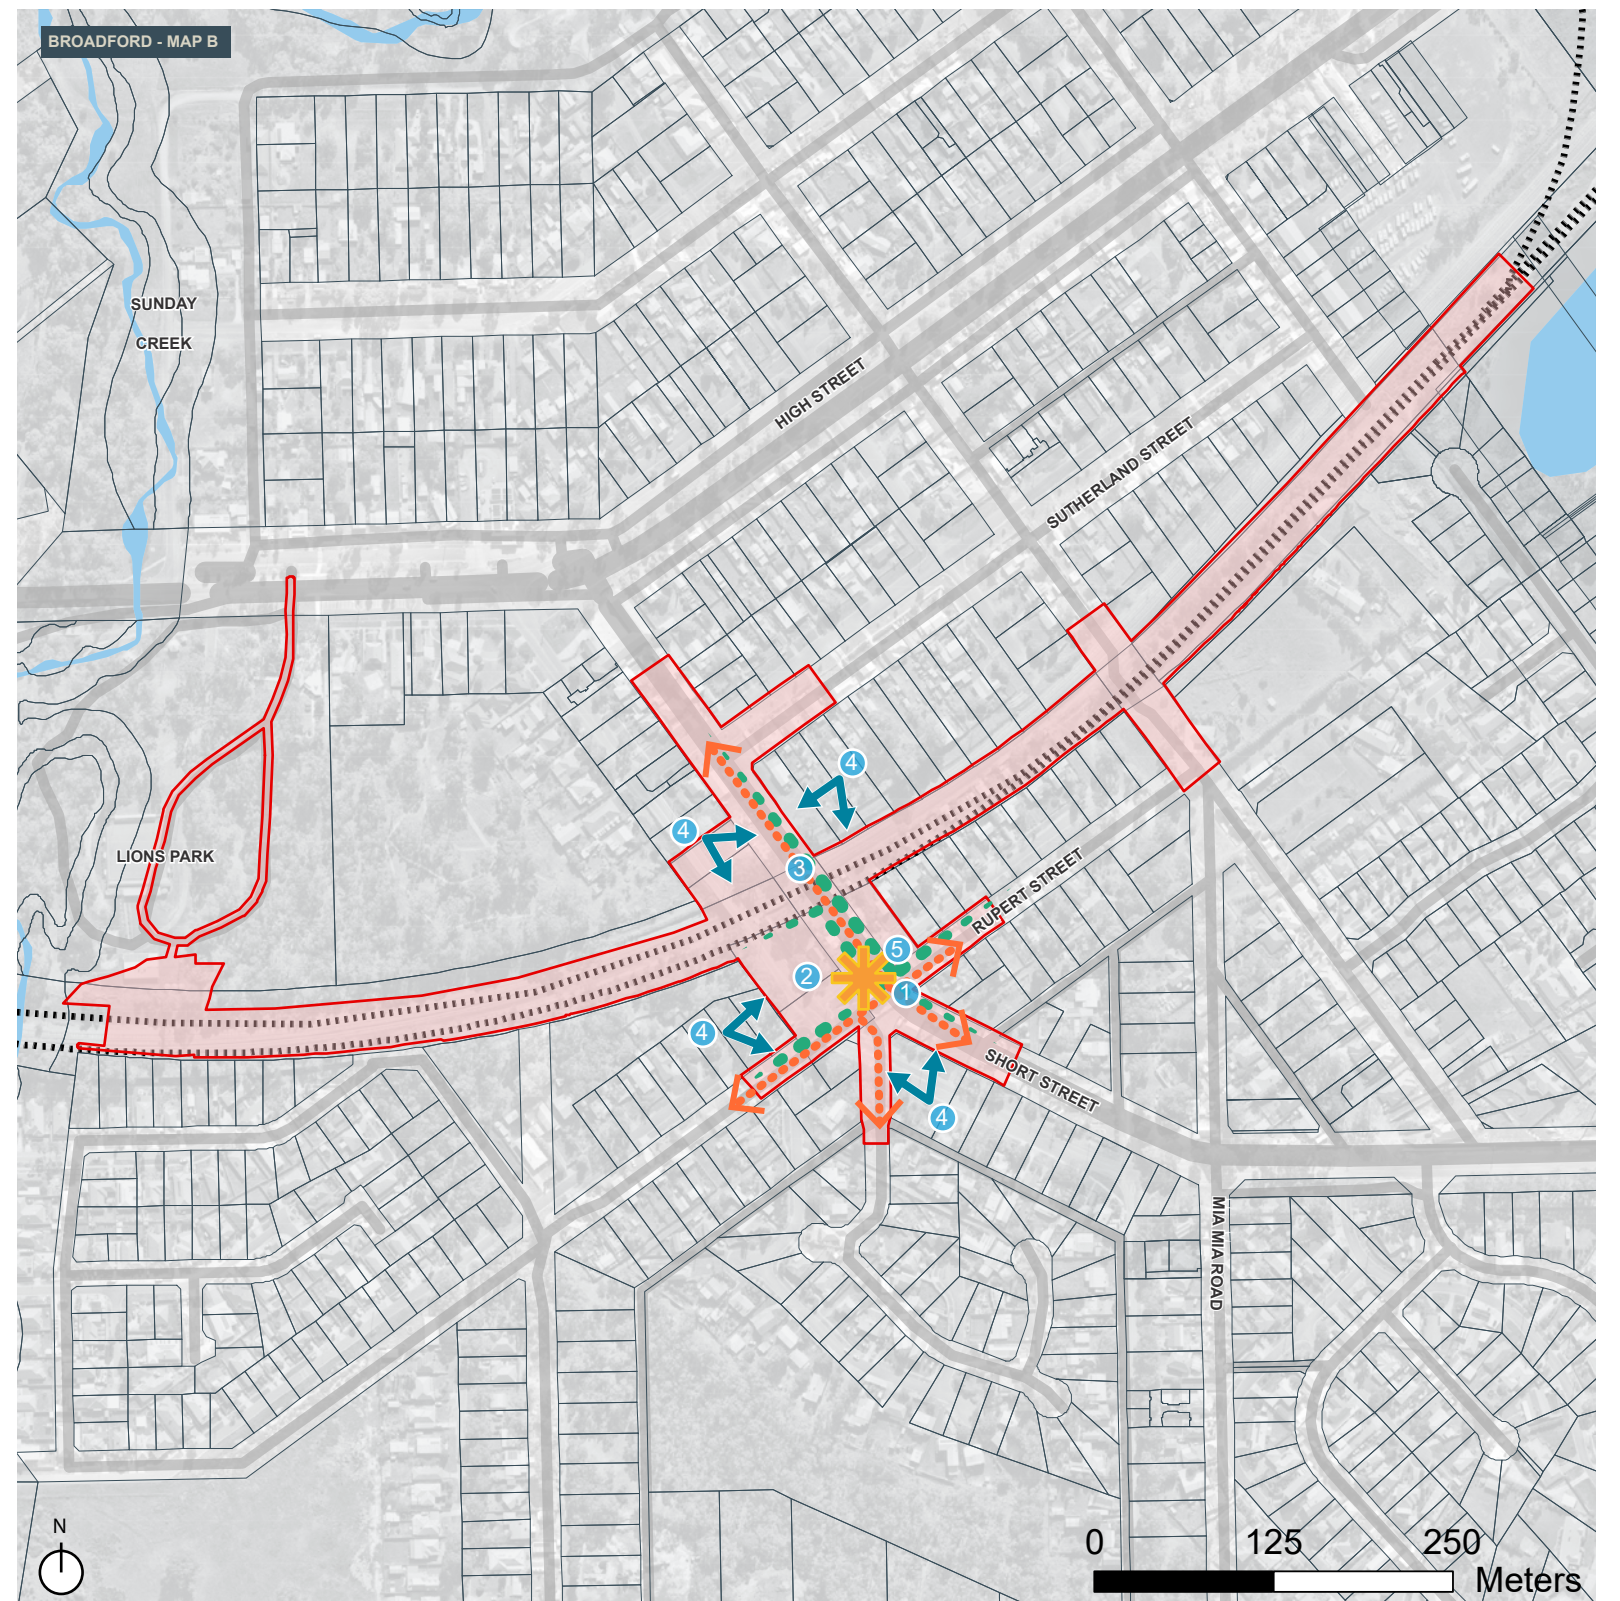 BROADFORD - MAP B
SUNDAY
CREEK
HIGH STREET
SUTHERLAND STREET
4
4
LIONS PARK
3
RUPERT STREET
5
2
1
4
SHORT STREET
4
MIA MIA ROAD
N
0 125 250
Meters